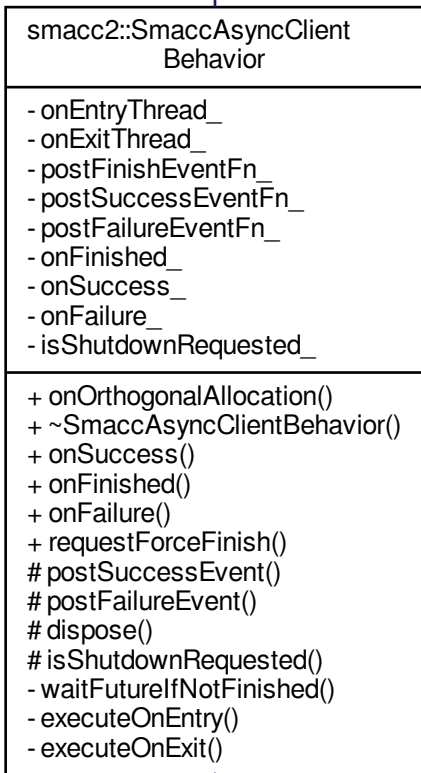 smacc2::SmaccAsyncClient
Behavior
- onEntryThread_
- onExitThread_
- postFinishEventFn_
- postSuccessEventFn_
- postFailureEventFn_
- onFinished_
- onSuccess_
- onFailure_
- isShutdownRequested_
+ onOrthogonalAllocation()
+ ~SmaccAsyncClientBehavior()
+ onSuccess()
+ onFinished()
+ onFailure()
+ requestForceFinish()
# postSuccessEvent()
# postFailureEvent()
# dispose()
# isShutdownRequested()
- waitFutureIfNotFinished()
- executeOnEntry()
- executeOnExit()